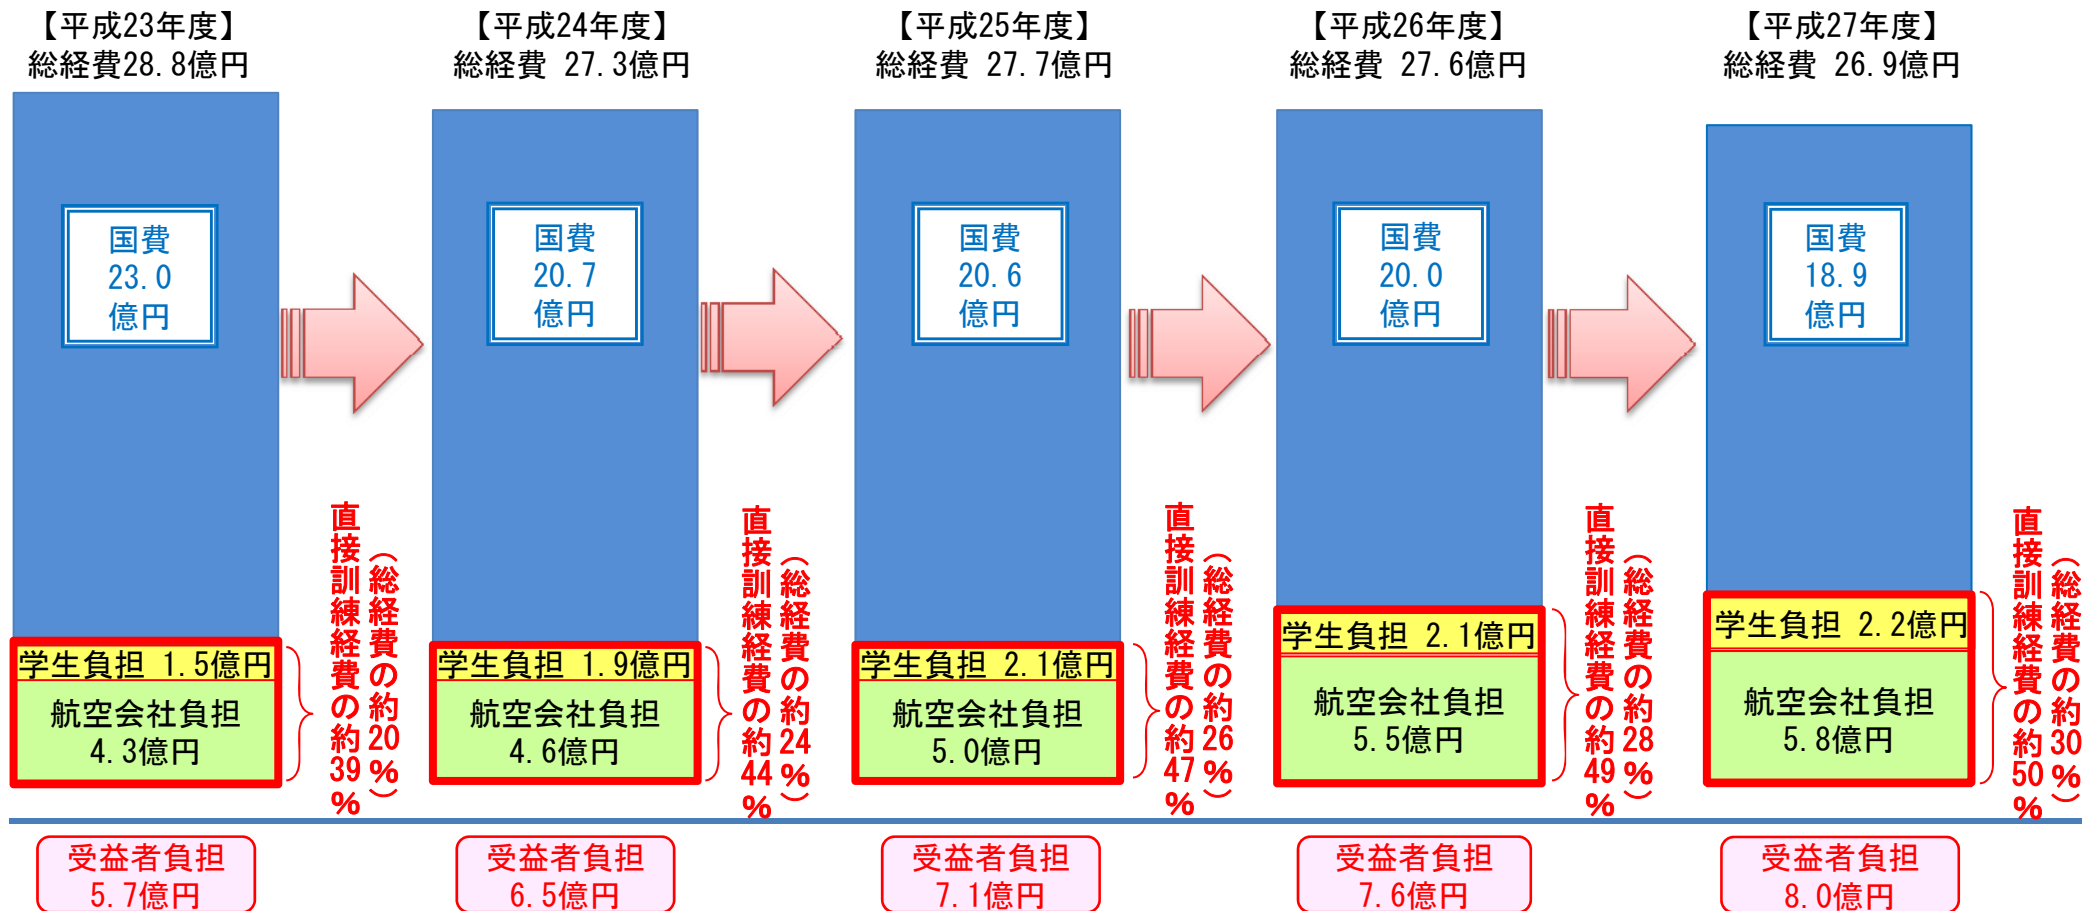 【平成23年度】
総経費28.8億円
国費
23.0
億円
学生負担 1.5億円
航空会社負担
4.3億円
直接訓練経費の約39%
（総経費の約20%）
受益者負担
5.7億円
【平成24年度】
総経費 27.3億円
国費
20.7
億円
学生負担 1.9億円
航空会社負担
4.6億円
直接訓練経費の約44%
（総経費の約24%）
受益者負担
6.5億円
【平成25年度】
総経費 27.7億円
国費
20.6
億円
学生負担 2.1億円
航空会社負担
5.0億円
直接訓練経費の約47%
（総経費の約26%）
受益者負担
7.1億円
【平成26年度】
総経費 27.6億円
国費
20.0
億円
学生負担 2.1億円
航空会社負担
5.5億円
直接訓練経費の約49%
（総経費の約28%）
受益者負担
7.6億円
【平成27年度】
総経費 26.9億円
国費
18.9
億円
学生負担 2.2億円
航空会社負担
5.8億円
直接訓練経費の約50%
（総経費の約30%）
受益者負担
8.0億円